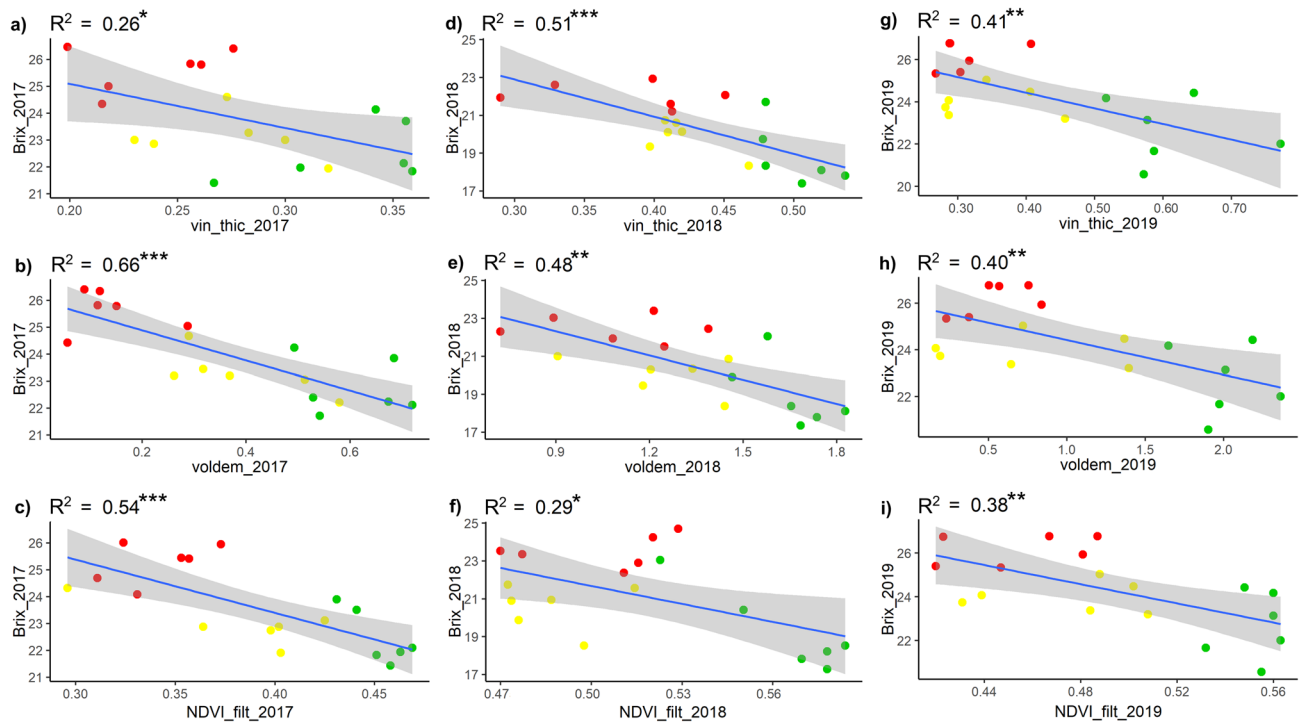 a) R² = 0.26*
Brix_2017
26
25
24
23
22
21
0.20 0.25 0.30 0.35
vin_thic_2017
d) R² = 0.51***
Brix_2018
25
23
21
19
17
0.30 0.40 0.50
vin_thic_2018
g) R² = 0.41**
Brix_2019
26
24
22
20
0.30 0.40 0.50 0.60 0.70
vin_thic_2019
b) R² = 0.66***
Brix_2017
26
25
24
23
22
21
0.2 0.4 0.6
voldem_2017
e) R² = 0.48**
Brix_2018
25
23
21
19
17
0.9 1.2 1.5 1.8
voldem_2018
h) R² = 0.40**
Brix_2019
26
24
22
0.5 1.0 1.5 2.0
voldem_2019
c) R² = 0.54***
Brix_2017
26
25
24
23
22
21
0.30 0.35 0.40 0.45
NDVI_filt_2017
f) R² = 0.29*
Brix_2018
25
23
21
19
17
0.47 0.50 0.53 0.56
NDVI_filt_2018
i) R² = 0.38**
Brix_2019
26
24
22
0.44 0.48 0.52 0.56
NDVI_filt_2019